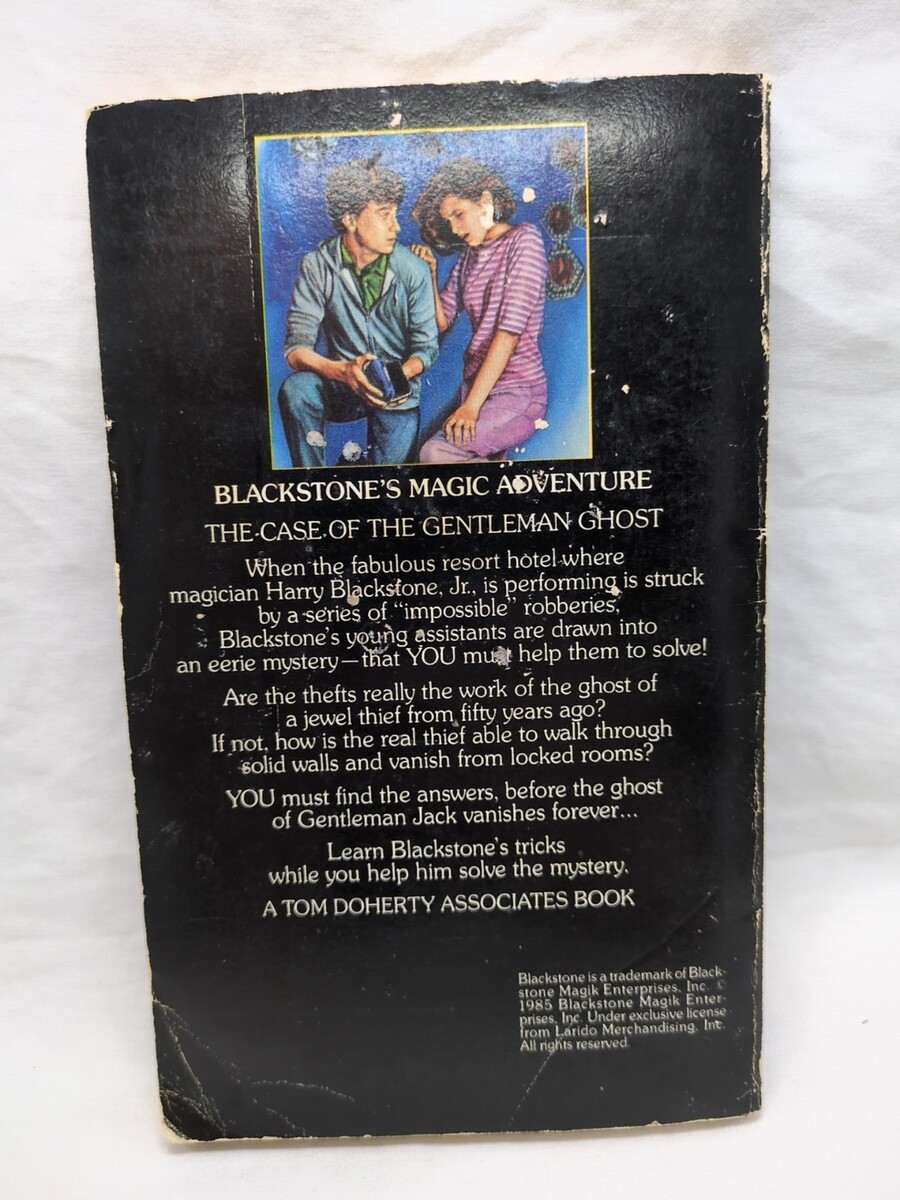 BLACKSTONE'S MAGIC ADVENTURE
THE CASE OF THE GENTLEMAN GHOST
When the fabulous resort hotel where
magician Harry Blackstone, Jr., is performing is struck
by a series of "impossible" robberies,
Blackstone's young assistants are drawn into
an eerie mystery—that YOU must help them to solve!
Are the thefts really the work of the ghost of
a jewel thief from fifty years ago?
If not, how is the real thief able to walk through
solid walls and vanish from locked rooms?
YOU must find the answers, before the ghost
of Gentleman Jack vanishes forever...
Learn Blackstone's tricks
while you help him solve the mystery.
A TOM DOHERTY ASSOCIATES BOOK
Blackstone is a trademark of Black-
stone Magik Enterprises, Inc. ©
1985 Blackstone Magik Enter-
prises, Inc. Under exclusive license
from Larido Merchandising, Inc.
All rights reserved.